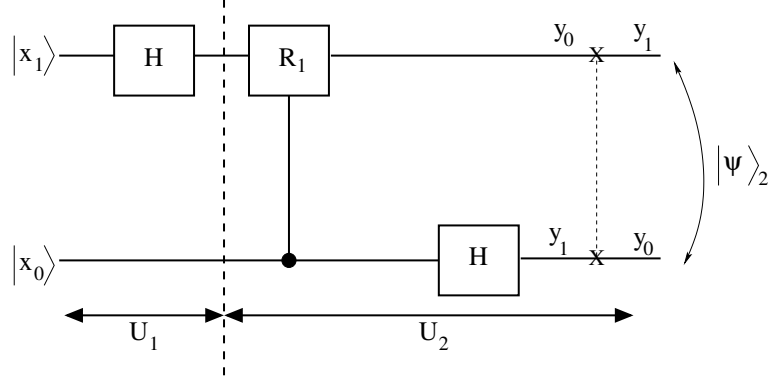 |x₁⟩ H R₁ y₀ X y₁
|ψ⟩₂
|x₀⟩ H y₁ X y₀
U₁ U₂